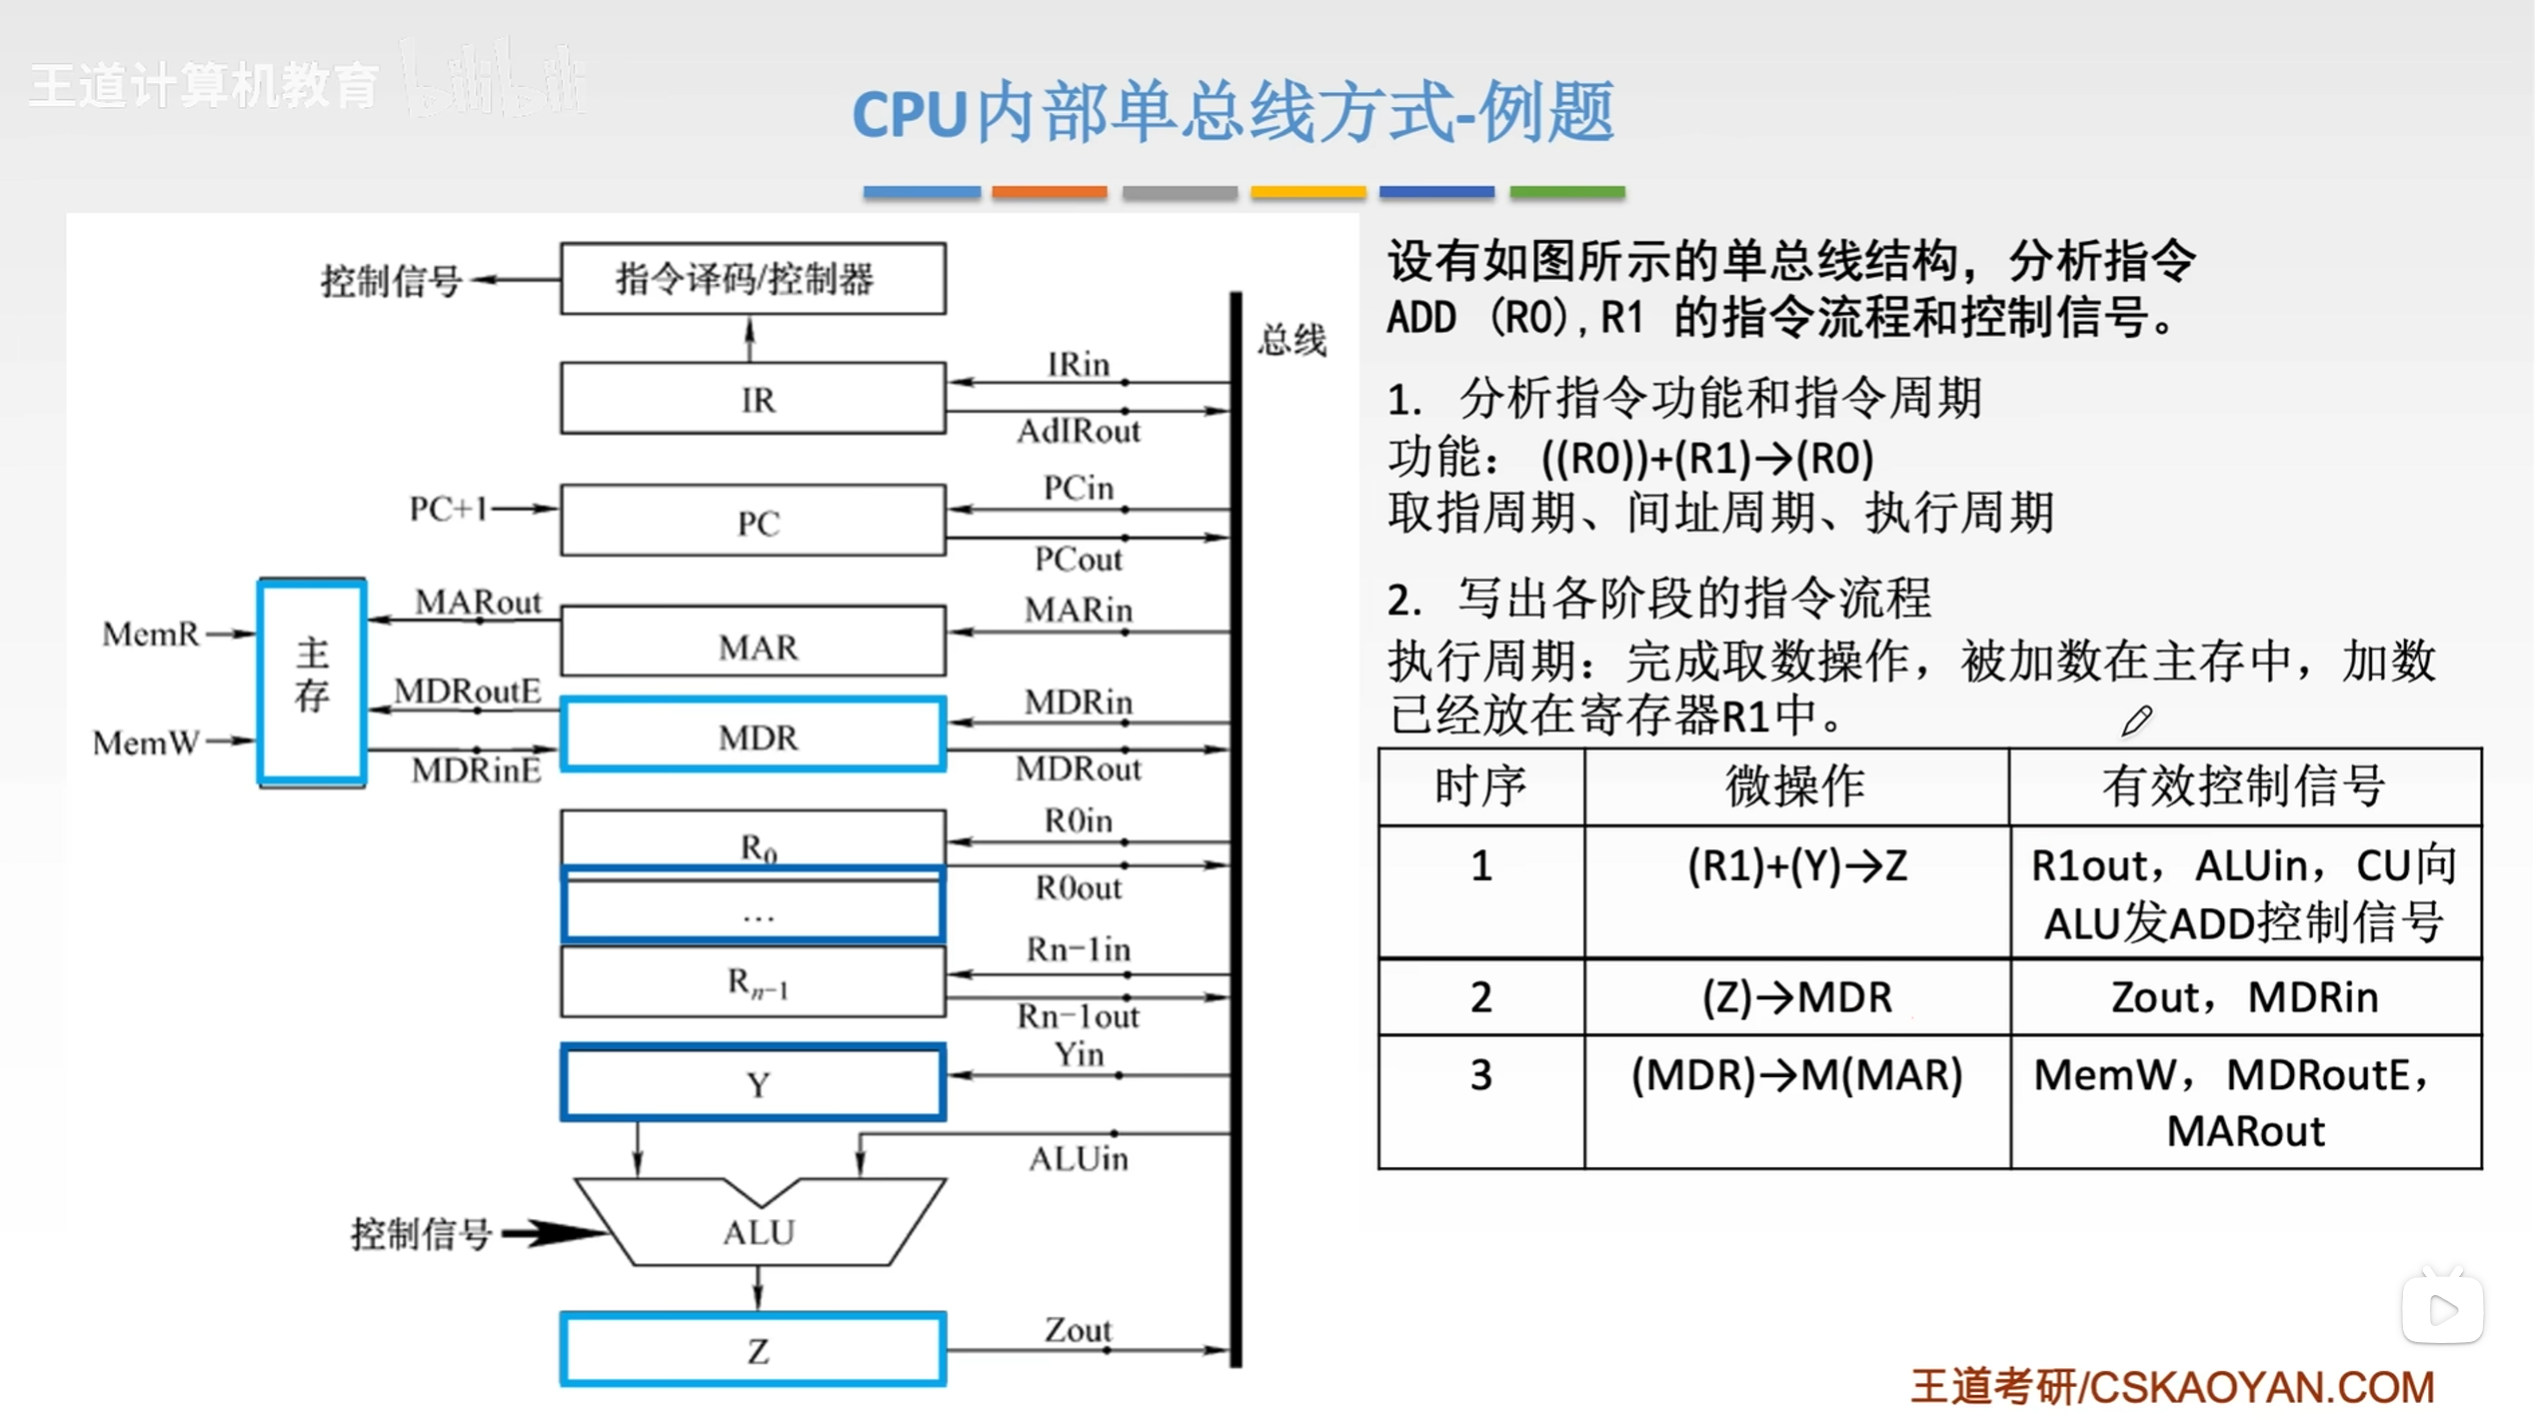 王道计算机教育 bilibili
CPU内部单总线方式-例题
控制信号
指令译码/控制器
总线
IRin
IR
AdIRout
PCin
PC+1
PC
PCout
MARout
MARin
MemR
主存
MAR
MDRoutE
MDRin
MemW
MDR
MDRinE
MDRout
R0in
R0
R0out
…
Rn-1in
Rn-1
Rn-1out
Yin
Y
ALUin
控制信号
ALU
Zout
Z
设有如图所示的单总线结构，分析指令
ADD (R0),R1 的指令流程和控制信号。
1. 分析指令功能和指令周期
功能： ((R0))+(R1)→(R0)
取指周期、间址周期、执行周期
2. 写出各阶段的指令流程
执行周期：完成取数操作，被加数在主存中，加数
已经放在寄存器R1中。
时序 微操作 有效控制信号
1 (R1)+(Y)→Z R1out，ALUin，CU向
ALU发ADD控制信号
2 (Z)→MDR Zout，MDRin
3 (MDR)→M(MAR) MemW，MDRoutE，
MARout
王道考研/CSKAOYAN.COM